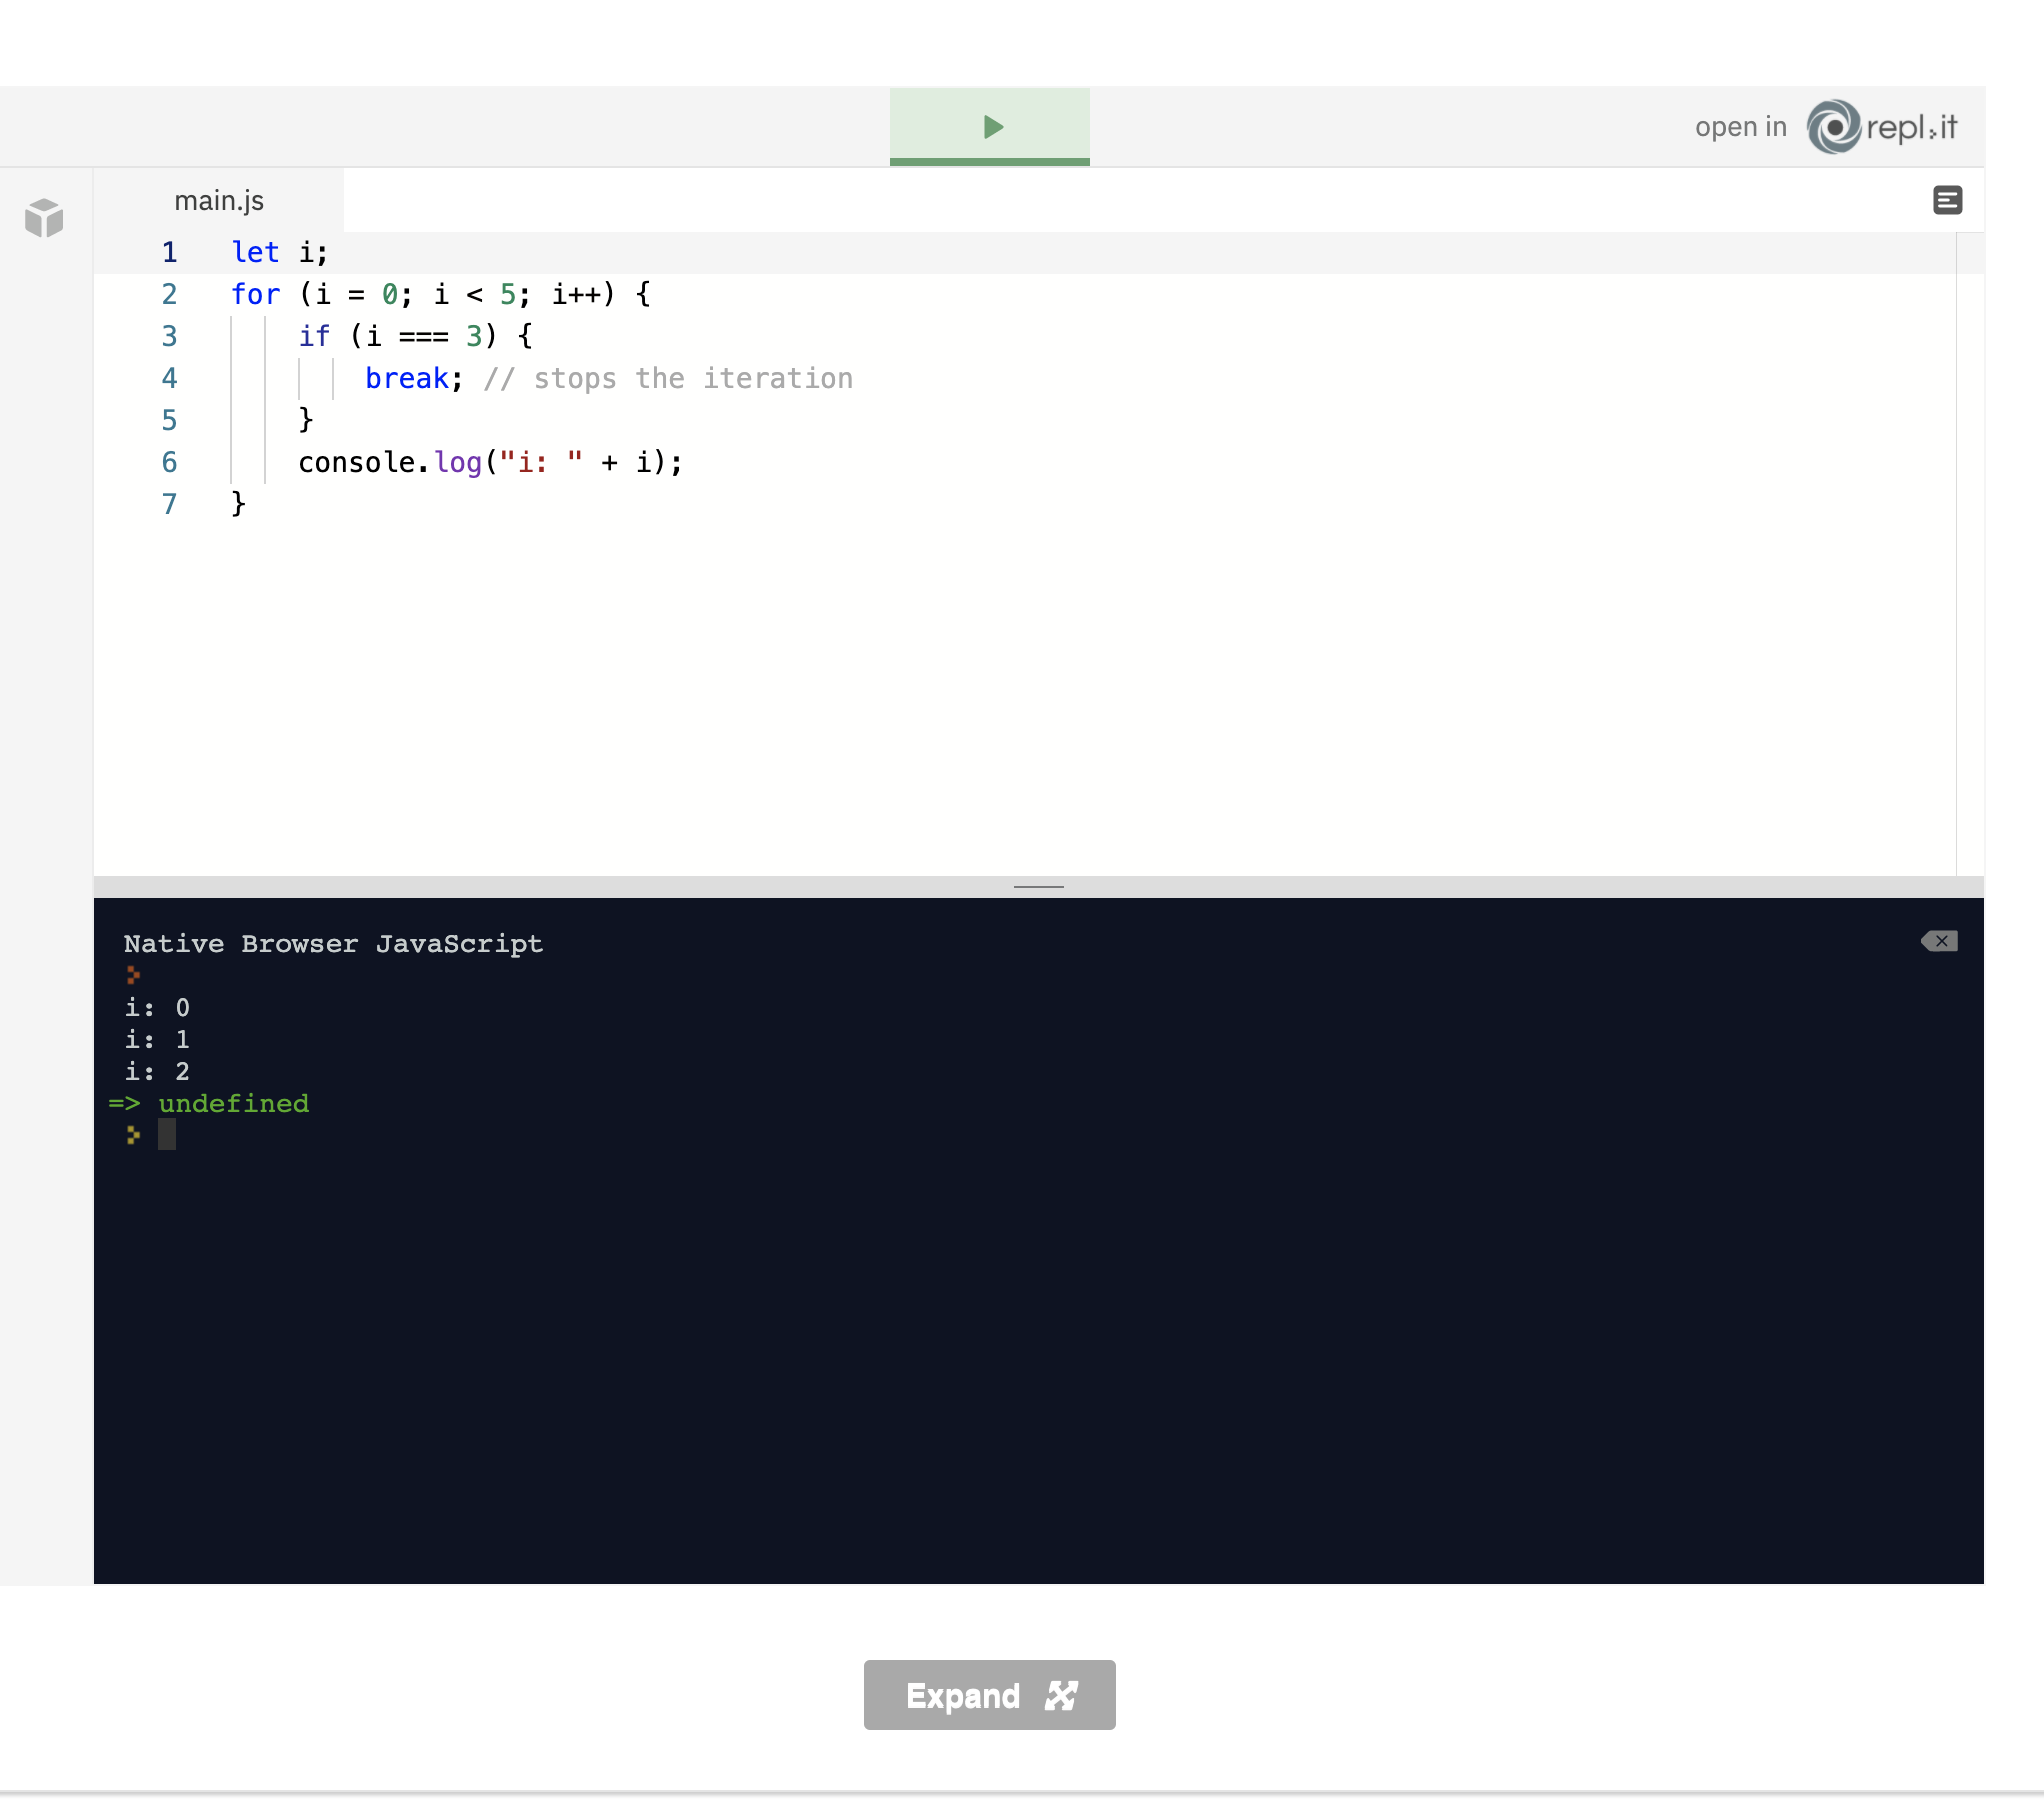 open in repl.it
main.js
1 let i;
2 for (i = 0; i < 5; i++) {
3     if (i === 3) {
4         break; // stops the iteration
5     }
6     console.log("i: " + i);
7 }
Native Browser JavaScript
i: 0
i: 1
i: 2
=> undefined
Expand